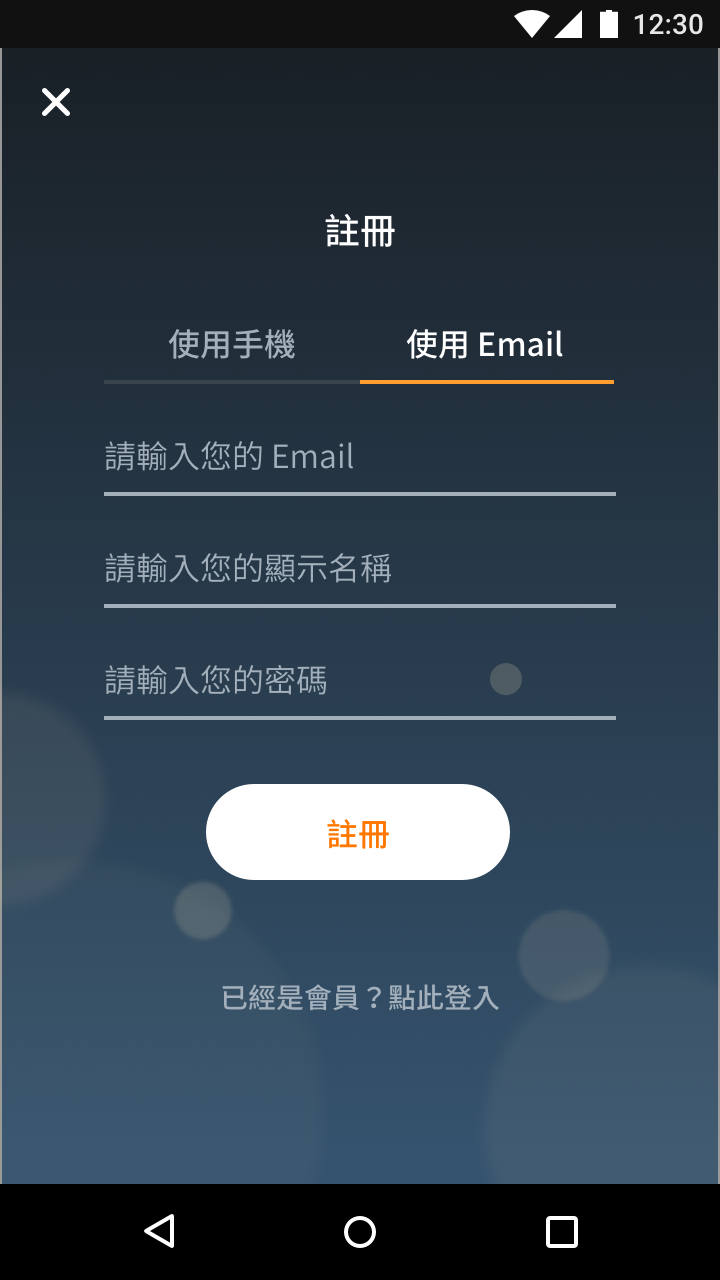 12:30
註冊
使用手機
使用 Email
請輸入您的 Email
請輸入您的顯示名稱
請輸入您的密碼
註冊
已經是會員？點此登入